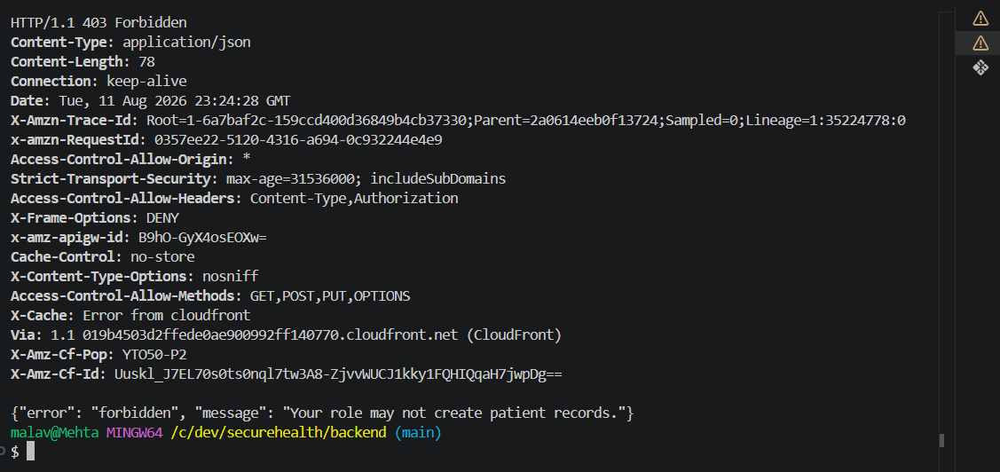 HTTP/1.1 403 Forbidden
Content-Type: application/json
Content-Length: 78
Connection: keep-alive
Date: Tue, 11 Aug 2026 23:24:28 GMT
X-Amzn-Trace-Id: Root=1-6a7baf2c-159ccd400d36849b4cb37330;Parent=2a0614eeb0f13724;Sampled=0;Lineage=1:35224778:0
x-amzn-RequestId: 0357ee22-5120-4316-a694-0c932244e4e9
Access-Control-Allow-Origin: *
Strict-Transport-Security: max-age=31536000; includeSubDomains
Access-Control-Allow-Headers: Content-Type,Authorization
X-Frame-Options: DENY
x-amz-apigw-id: B9hO-GyX4osEOXw=
Cache-Control: no-store
X-Content-Type-Options: nosniff
Access-Control-Allow-Methods: GET,POST,PUT,OPTIONS
X-Cache: Error from cloudfront
Via: 1.1 019b4503d2ffede0ae900992ff140770.cloudfront.net (CloudFront)
X-Amz-Cf-Pop: YTO50-P2
X-Amz-Cf-Id: Uuskl_J7EL70s0ts0nql7tw3A8-ZjvvWUCJ1kky1FQHIQqaH7jwpDg==
{"error": "forbidden", "message": "Your role may not create patient records."}
malav@Mehta MINGW64 /c/dev/securehealth/backend (main)
$